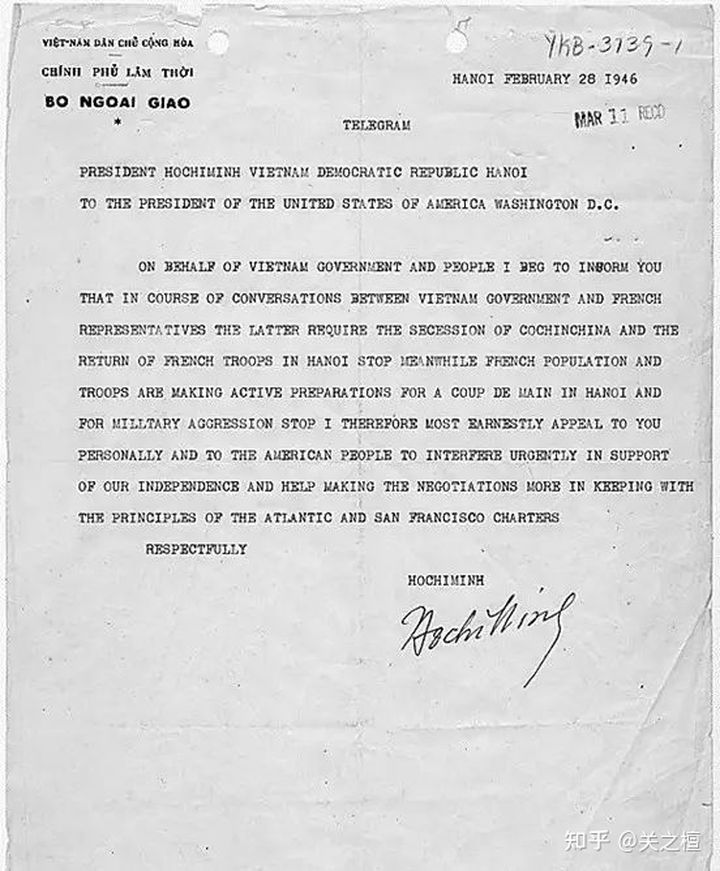 VIỆT-NAM DÂN CHỦ CỘNG HÒA
CHÍNH PHỦ LÂM THỜI
BO NGOAI GIAO
*
YKB-3739-1
HANOI FEBRUARY 28 1946
MAR 11 REC'D
TELEGRAM
PRESIDENT HOCHIMINH VIETNAM DEMOCRATIC REPUBLIC HANOI
TO THE PRESIDENT OF THE UNITED STATES OF AMERICA WASHINGTON D.C.
ON BEHALF OF VIETNAM GOVERNMENT AND PEOPLE I BEG TO INFORM YOU
THAT IN COURSE OF CONVERSATIONS BETWEEN VIETNAM GOVERNMENT AND FRENCH
REPRESENTATIVES THE LATTER REQUIRE THE SECESSION OF COCHINCHINA AND THE
RETURN OF FRENCH TROOPS IN HANOI STOP MEANWHILE FRENCH POPULATION AND
TROOPS ARE MAKING ACTIVE PREPARATIONS FOR A COUP DE MAIN IN HANOI AND
FOR MILLTARY AGGRESSION STOP I THEREFORE MOST EARNESTLY APPEAL TO YOU
PERSONALLY AND TO THE AMERICAN PEOPLE TO INTERFERE URGENTLY IN SUPPORT
OF OUR INDEPENDENCE AND HELP MAKING THE NEGOTIATIONS MORE IN KEEPING WITH
THE PRINCIPLES OF THE ATLANTIC AND SAN FRANCISCO CHARTERS
RESPECTFULLY
HOCHIMINH
Hochiminh
知乎 @关之桓